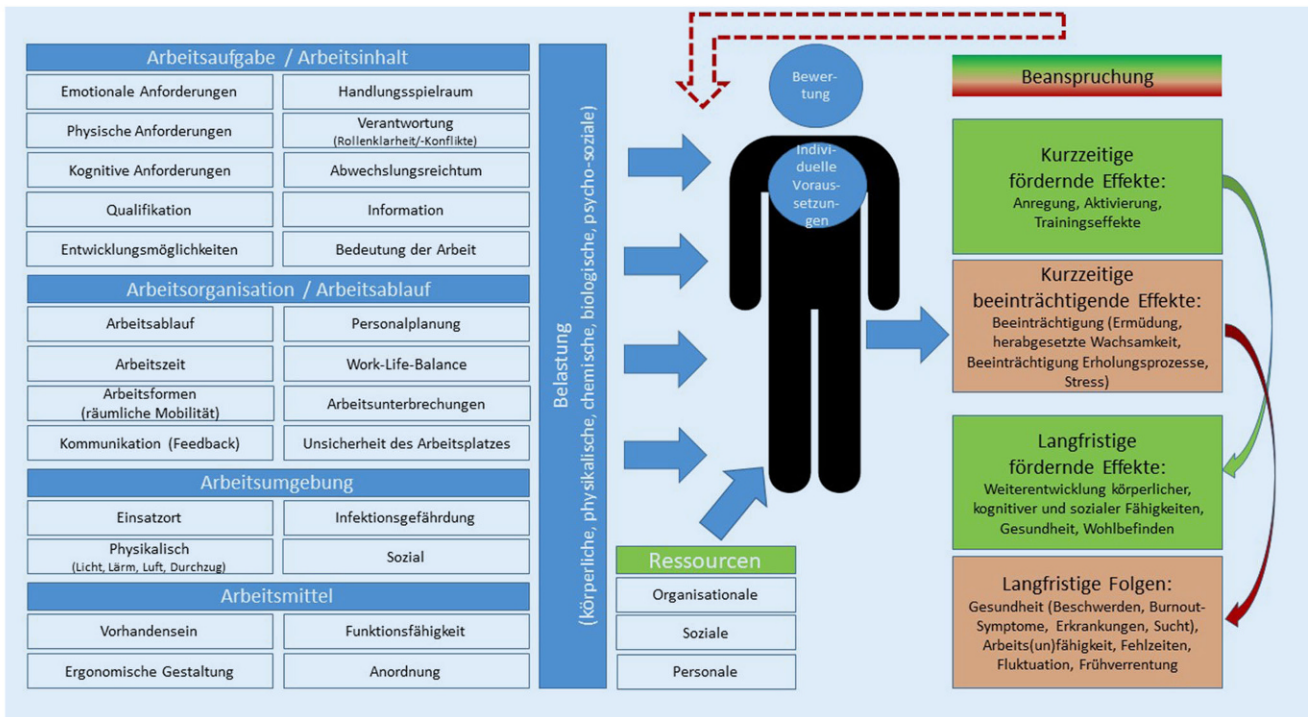 Arbeitsaufgabe / Arbeitsinhalt
Emotionale Anforderungen
Handlungsspielraum
Physische Anforderungen
Verantwortung
(Rollenklarheit/-Konflikte)
Kognitive Anforderungen
Abwechslungsreichtum
Qualifikation
Information
Entwicklungsmöglichkeiten
Bedeutung der Arbeit
Arbeitsorganisation / Arbeitsablauf
Arbeitsablauf
Personalplanung
Arbeitszeit
Work-Life-Balance
Arbeitsformen
(räumliche Mobilität)
Arbeitsunterbrechungen
Kommunikation (Feedback)
Unsicherheit des Arbeitsplatzes
Arbeitsumgebung
Einsatzort
Infektionsgefährdung
Physikalisch
(Licht, Lärm, Luft, Durchzug)
Sozial
Arbeitsmittel
Vorhandensein
Funktionsfähigkeit
Ergonomische Gestaltung
Anordnung
Belastung
(körperliche, physikalische, chemische, biologische, psycho-soziale)
Bewer-
tung
Indivi-
duelle
Voraus-
setzun-
gen
Ressourcen
Organisationale
Soziale
Personale
Beanspruchung
Kurzzeitige
fördernde Effekte:
Anregung, Aktivierung,
Trainingseffekte
Kurzzeitige
beeinträchtigende Effekte:
Beeinträchtigung (Ermüdung,
herabgesetzte Wachsamkeit,
Beeinträchtigung Erholungsprozesse,
Stress)
Langfristige
fördernde Effekte:
Weiterentwicklung körperlicher,
kognitiver und sozialer Fähigkeiten,
Gesundheit, Wohlbefinden
Langfristige Folgen:
Gesundheit (Beschwerden, Burnout-
Symptome, Erkrankungen, Sucht),
Arbeits(un)fähigkeit, Fehlzeiten,
Fluktuation, Frühverrentung